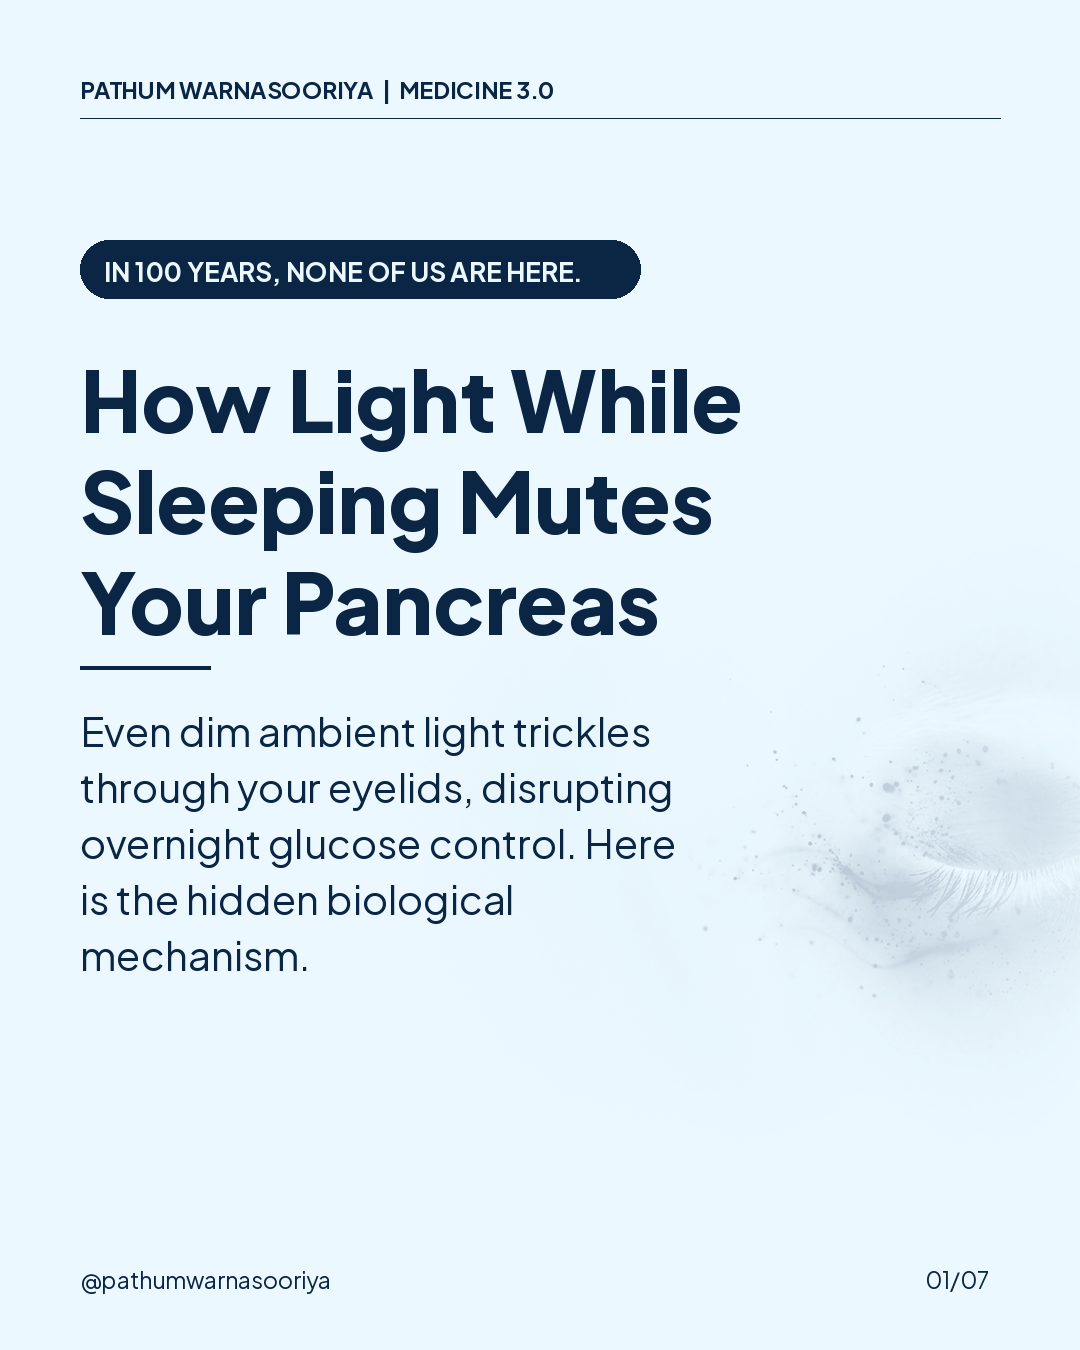 PATHUM WARNASOORIYA | MEDICINE 3.0
IN 100 YEARS, NONE OF US ARE HERE.
How Light While
Sleeping Mutes
Your Pancreas
Even dim ambient light trickles
through your eyelids, disrupting
overnight glucose control. Here
is the hidden biological
mechanism.
@pathumwarnasooriya
01/07